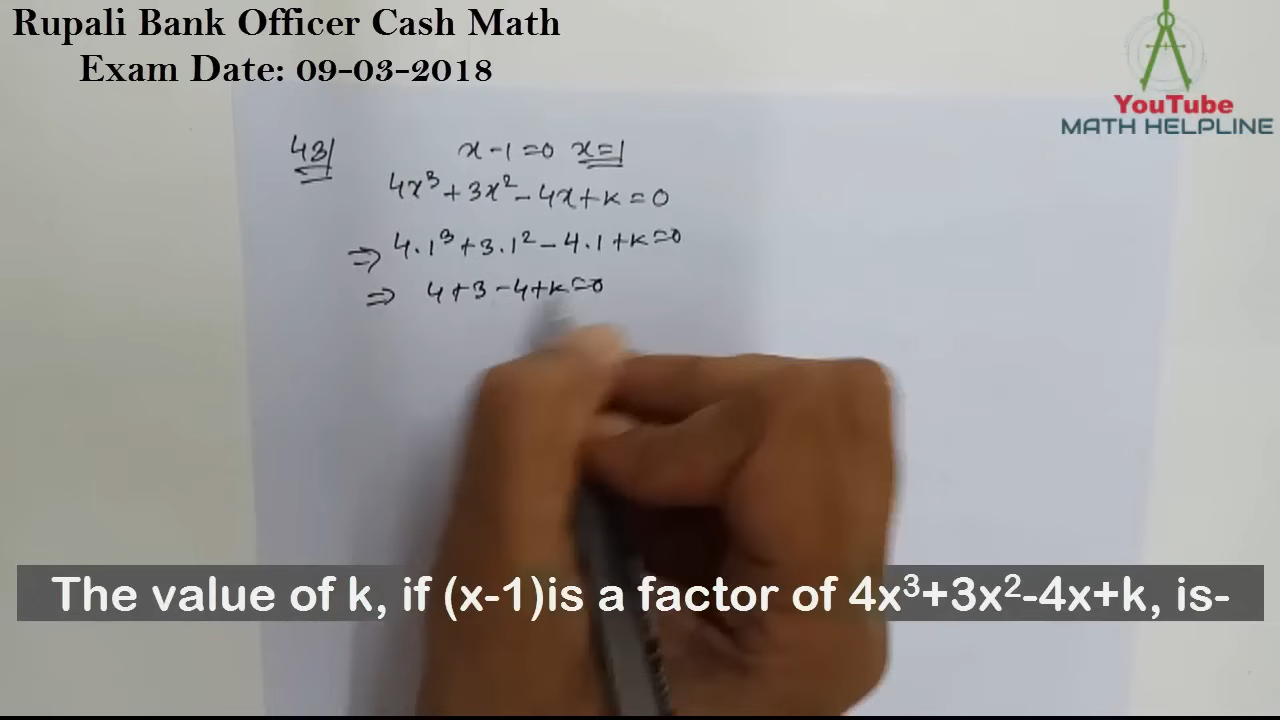 Rupali Bank Officer Cash Math
Exam Date: 09-03-2018
YouTube
MATH HELPLINE
43/ x-1=0 x=1
4x³+3x²-4x+k=0
⇒ 4.1³+3.1²-4.1+k=0
⇒ 4+3-4+k=0
The value of k, if (x-1)is a factor of 4x³+3x²-4x+k, is-